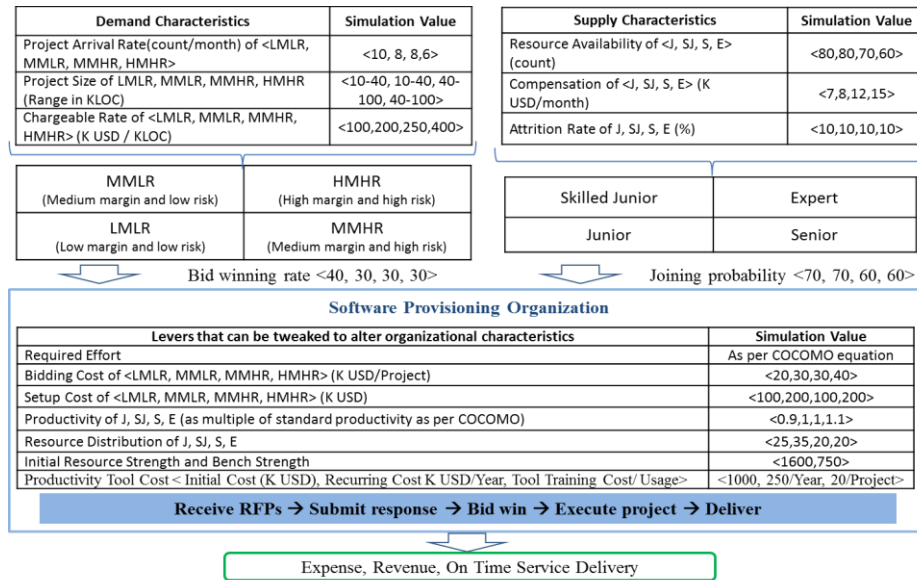 Demand Characteristics Simulation Value
Project Arrival Rate(count/month) of <LMLR,
MMLR, MMHR, HMHR> <10, 8, 8,6>
Project Size of LMLR, MMLR, MMHR, HMHR
(Range in KLOC) <10-40, 10-40, 40-
100, 40-100>
Chargeable Rate of <LMLR, MMLR, MMHR,
HMHR> (K USD / KLOC) <100,200,250,400>
Supply Characteristics Simulation Value
Resource Availability of <J, SJ, S, E>
(count) <80,80,70,60>
Compensation of <J, SJ, S, E> (K
USD/month) <7,8,12,15>
Attrition Rate of J, SJ, S, E (%) <10,10,10,10>
MMLR
(Medium margin and low risk)
HMHR
(High margin and high risk)
LMLR
(Low margin and low risk)
MMHR
(Medium margin and high risk)
Skilled Junior Expert
Junior Senior
Bid winning rate <40, 30, 30, 30>
Joining probability <70, 70, 60, 60>
Software Provisioning Organization
Levers that can be tweaked to alter organizational characteristics Simulation Value
Required Effort As per COCOMO equation
Bidding Cost of <LMLR, MMLR, MMHR, HMHR> (K USD/Project) <20,30,30,40>
Setup Cost of <LMLR, MMLR, MMHR, HMHR> (K USD) <100,200,100,200>
Productivity of J, SJ, S, E (as multiple of standard productivity as per COCOMO) <0.9,1,1,1.1>
Resource Distribution of J, SJ, S, E <25,35,20,20>
Initial Resource Strength and Bench Strength <1600,750>
Productivity Tool Cost < Initial Cost (K USD), Recurring Cost K USD/Year, Tool Training Cost/ Usage> <1000, 250/Year, 20/Project>
Receive RFPs → Submit response → Bid win → Execute project → Deliver
Expense, Revenue, On Time Service Delivery